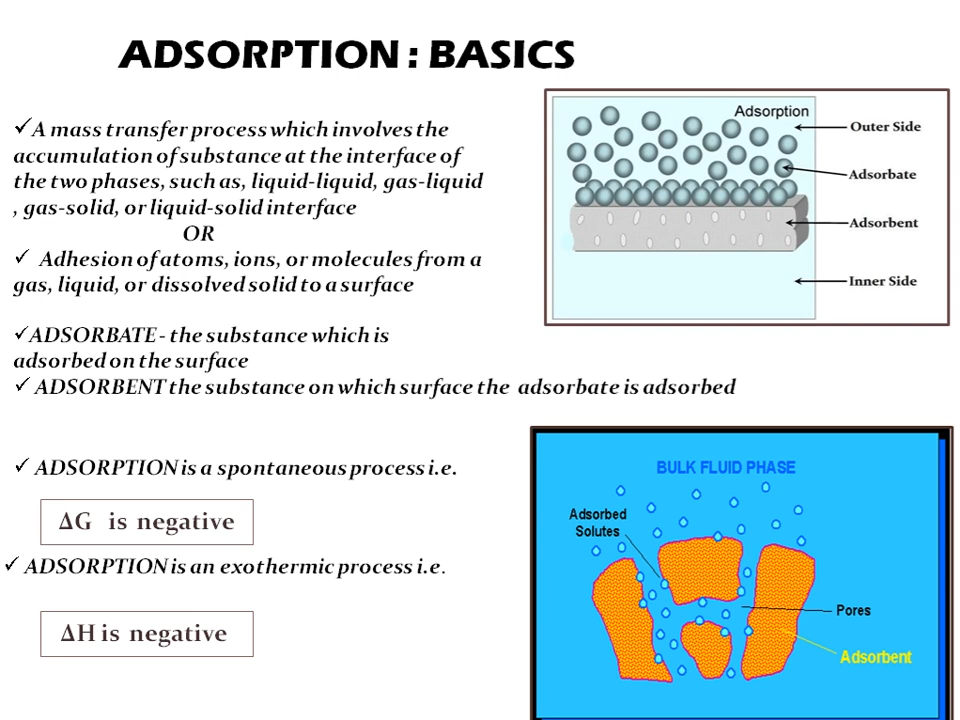 ADSORPTION : BASICS
✓A mass transfer process which involves the
accumulation of substance at the interface of
the two phases, such as, liquid-liquid, gas-liquid
, gas-solid, or liquid-solid interface
OR
✓ Adhesion of atoms, ions, or molecules from a
gas, liquid, or dissolved solid to a surface
✓ADSORBATE - the substance which is
adsorbed on the surface
✓ ADSORBENT the substance on which surface the adsorbate is adsorbed
✓ ADSORPTION is a spontaneous process i.e.
ΔG is negative
✓ ADSORPTION is an exothermic process i.e.
ΔH is negative
Adsorption
Outer Side
Adsorbate
Adsorbent
Inner Side
BULK FLUID PHASE
Adsorbed
Solutes
Pores
Adsorbent